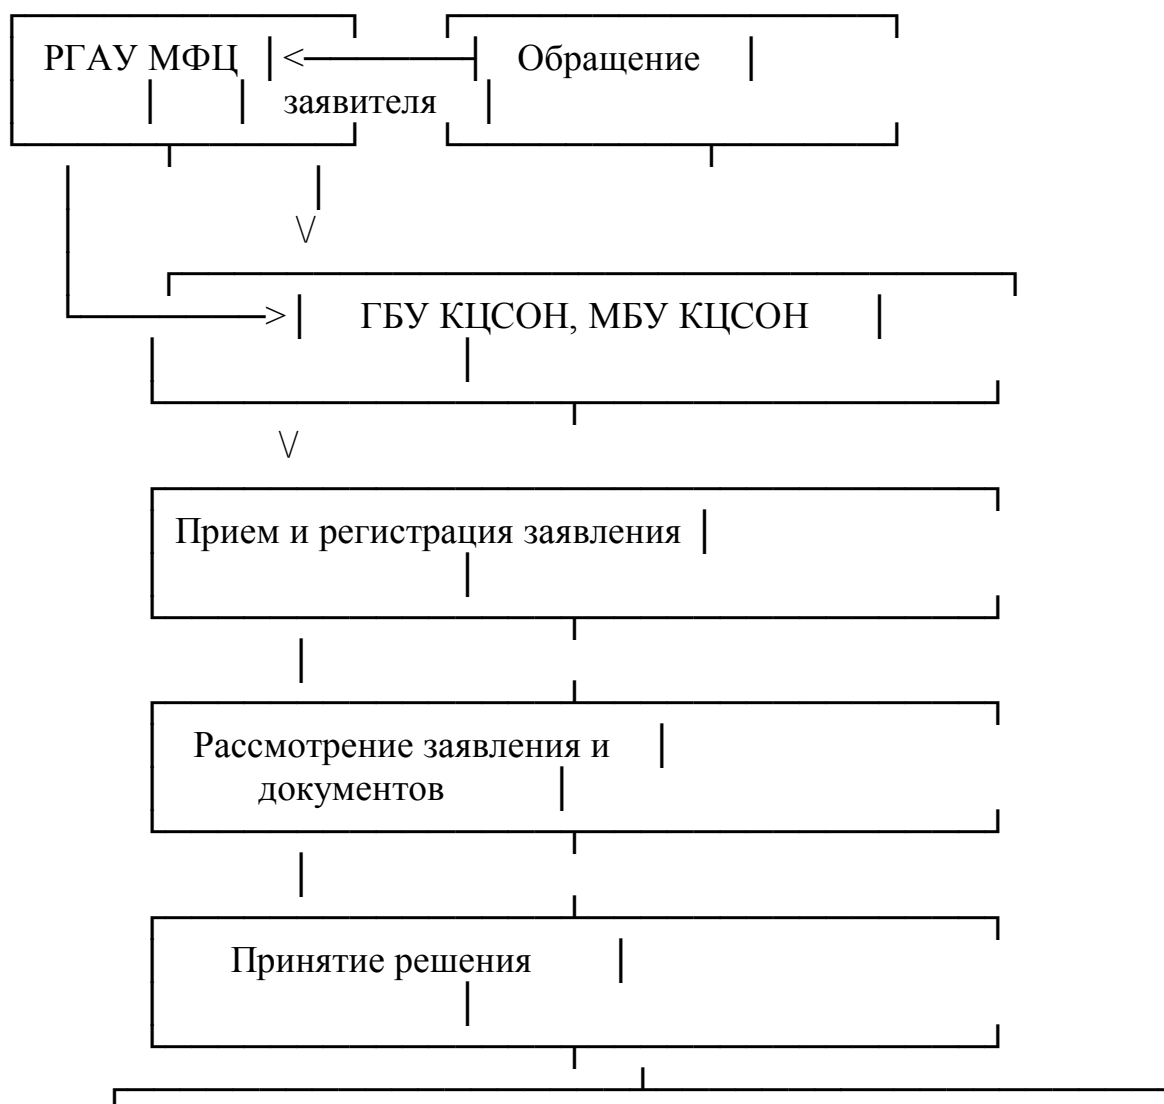 РГАУ МФЦ │<─────────┤ Обращение │
│ │ заявителя │
\/
>│ ГБУ КЦСОН, МБУ КЦСОН │
\/
Прием и регистрация заявления │
Рассмотрение заявления и │
документов │
Принятие решения │